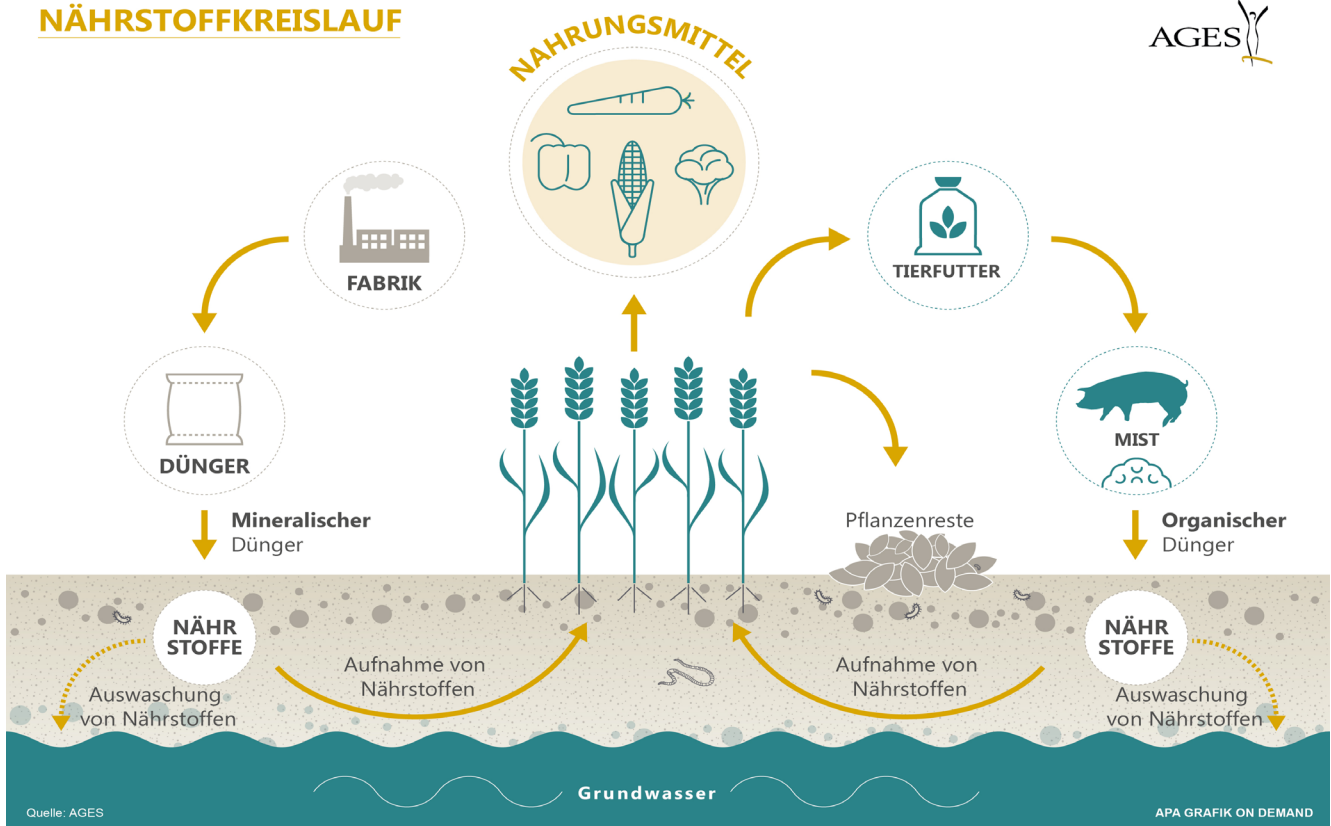 NÄHRSTOFFKREISLAUF
AGES
NAHRUNGSMITTEL
FABRIK
TIERFUTTER
DÜNGER
MIST
Mineralischer
Dünger
Pflanzenreste
Organischer
Dünger
NÄHR
STOFFE
Aufnahme von
Nährstoffen
Auswaschung
von Nährstoffen
Aufnahme von
Nährstoffen
NÄHR
STOFFE
Auswaschung
von Nährstoffen
Grundwasser
Quelle: AGES
APA GRAFIK ON DEMAND